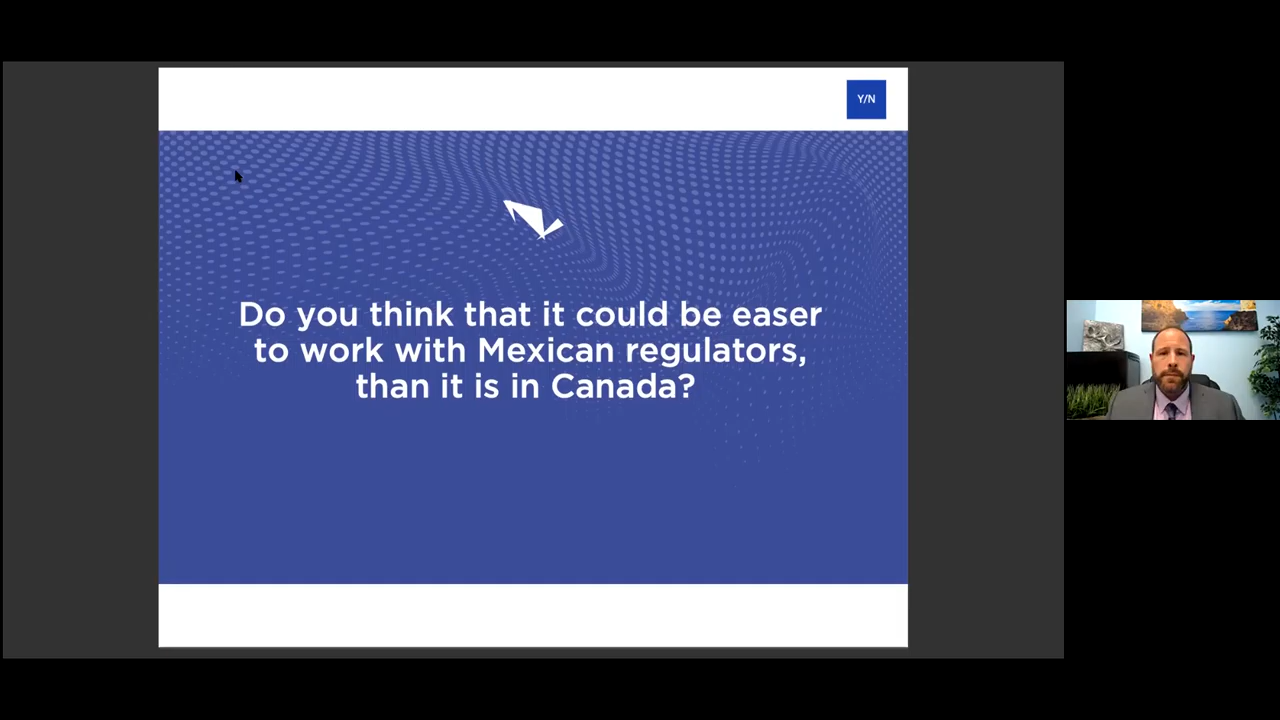 Y/N
Do you think that it could be easer
to work with Mexican regulators,
than it is in Canada?